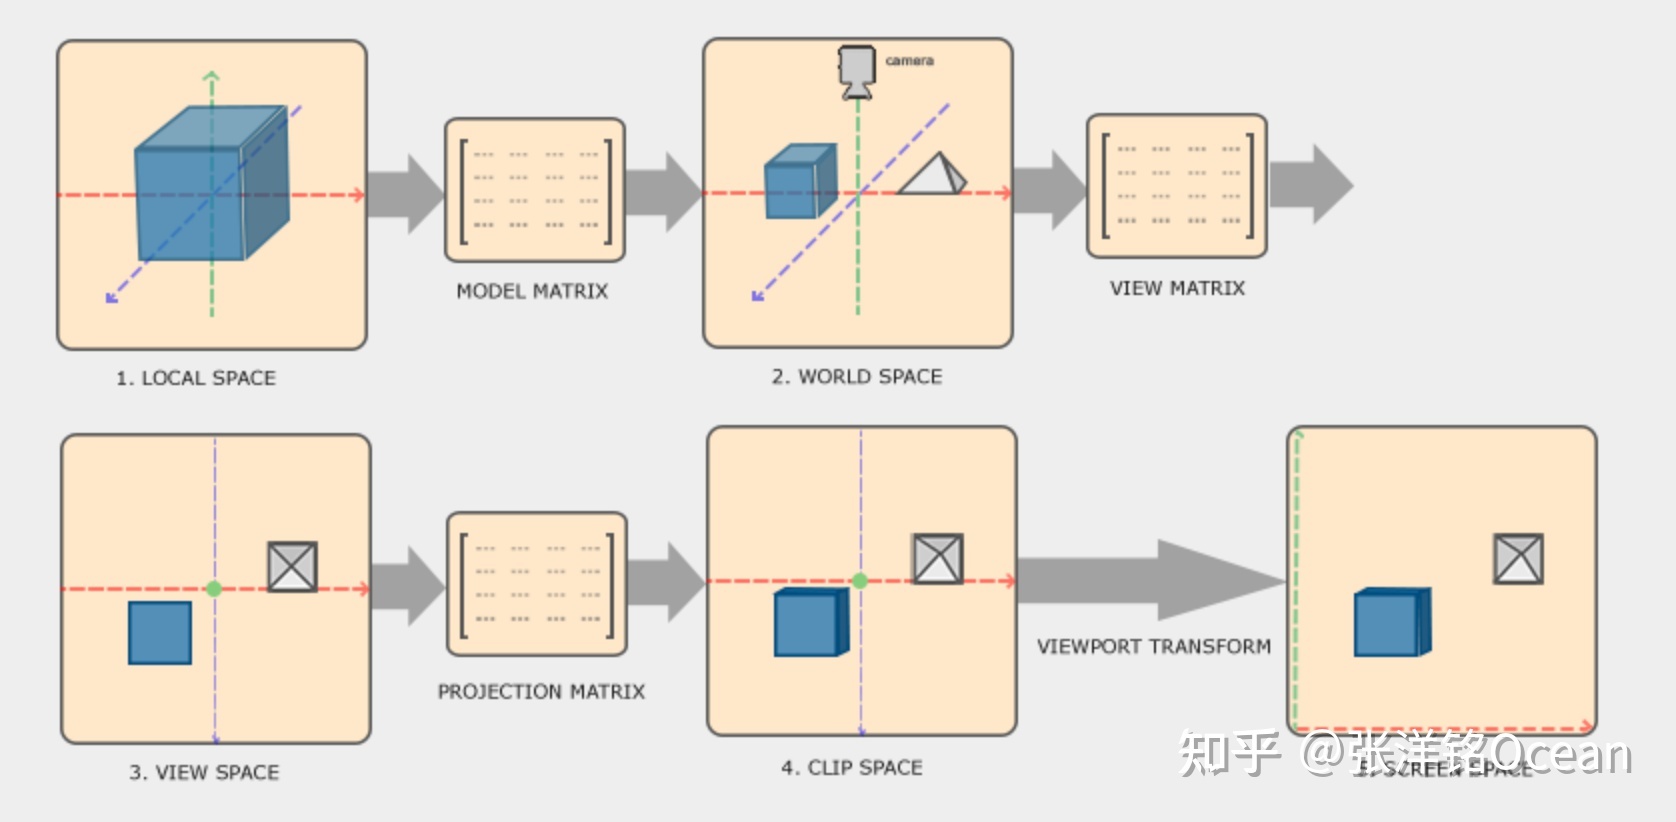 camera
MODEL MATRIX
VIEW MATRIX
1. LOCAL SPACE
2. WORLD SPACE
PROJECTION MATRIX
VIEWPORT TRANSFORM
3. VIEW SPACE
4. CLIP SPACE
5. SCREEN SPACE
知乎 @张洋铭Ocean